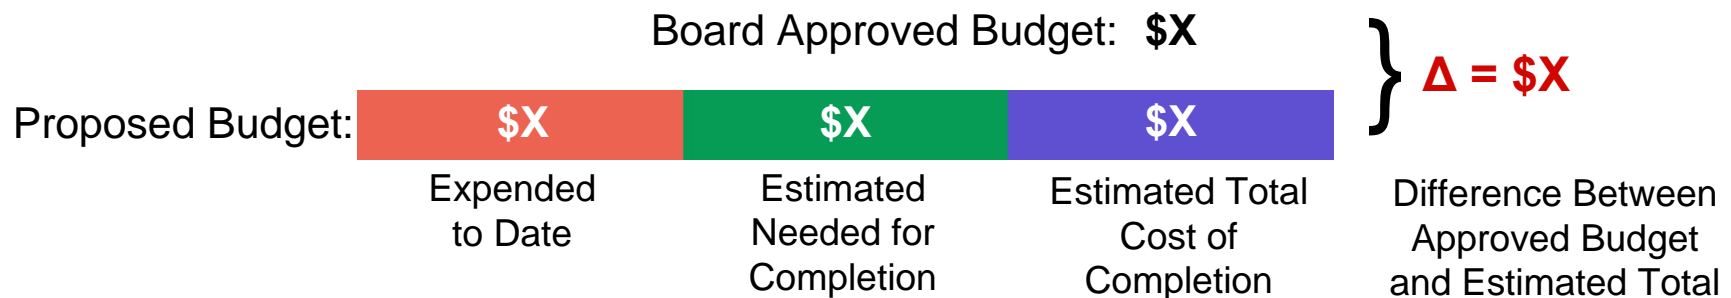 Board Approved Budget: $X
Δ = $X
Proposed Budget: $X $X $X
Expended
to Date
Estimated
Needed for
Completion
Estimated Total
Cost of
Completion
Difference Between
Approved Budget
and Estimated Total